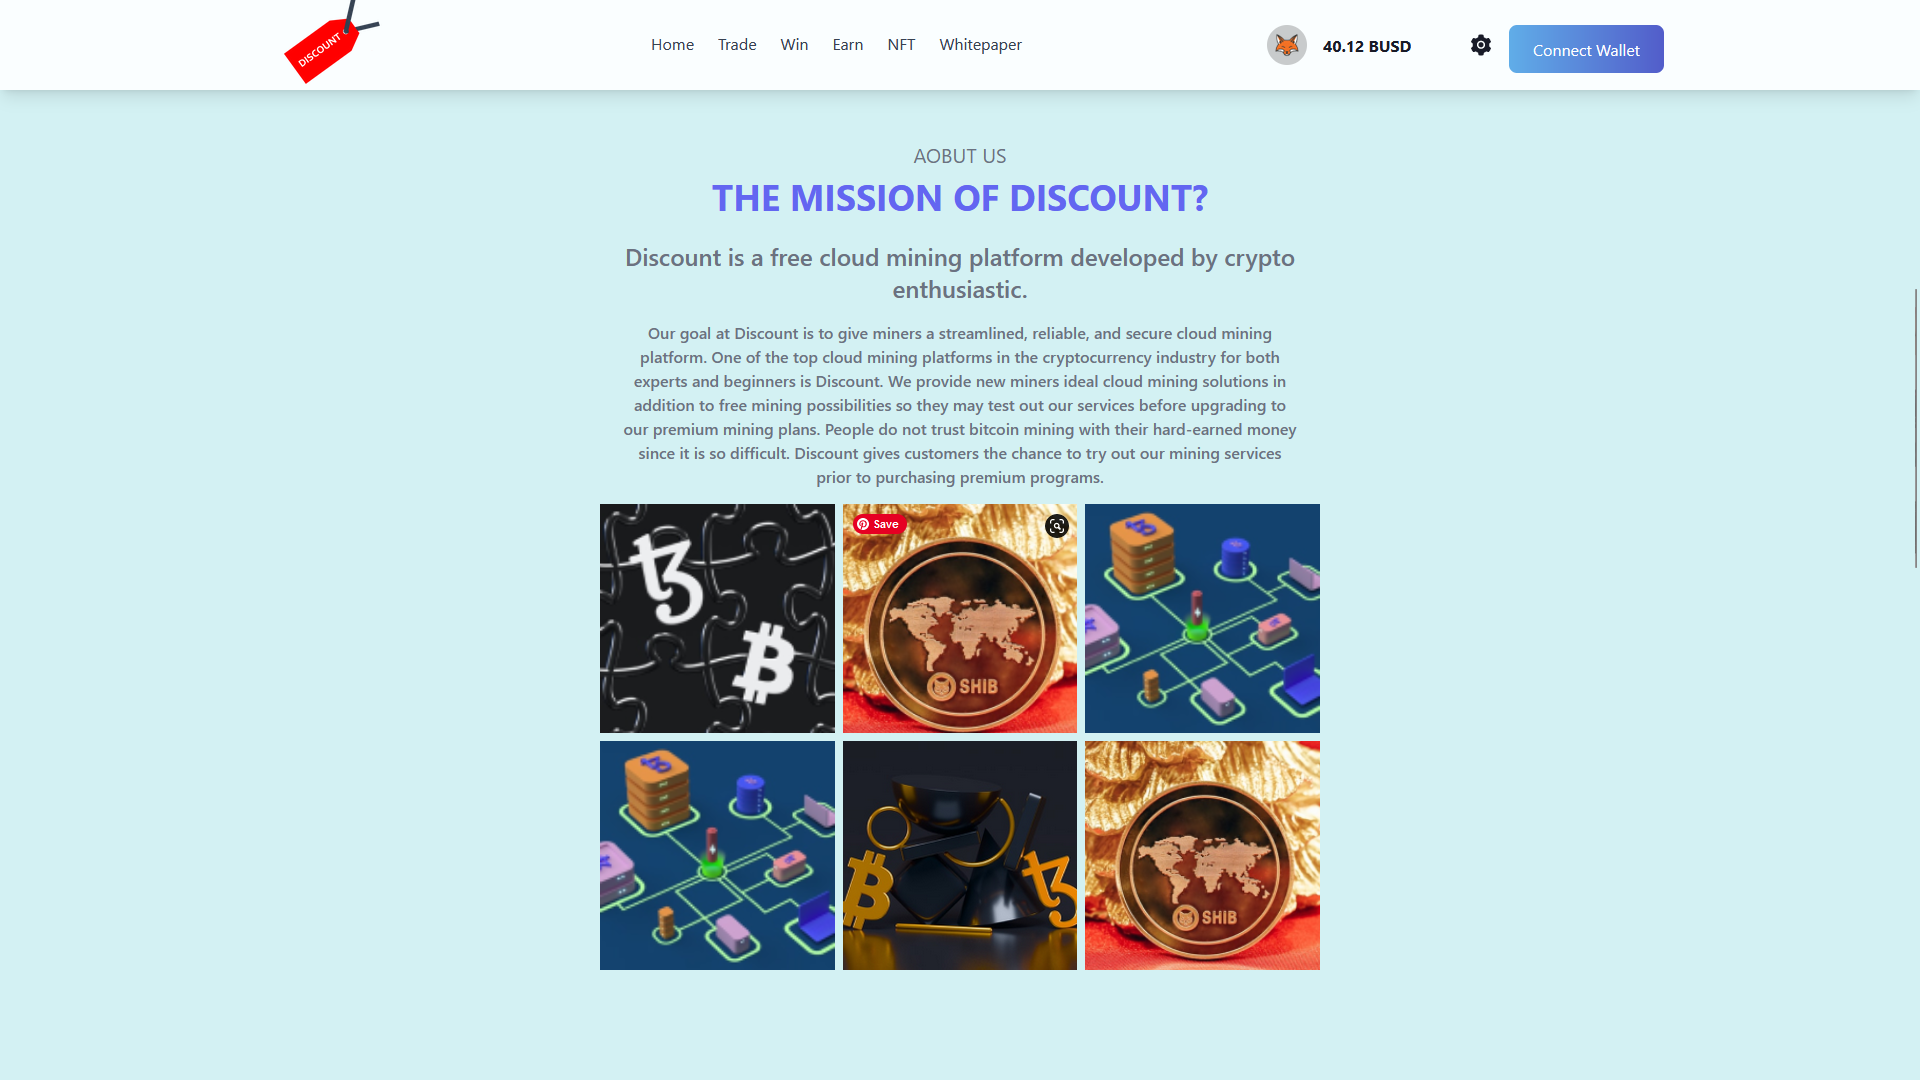 DISCOUNT
Home Trade Win Earn NFT Whitepaper
40.12 BUSD
Connect Wallet
AOBUT US
THE MISSION OF DISCOUNT?
Discount is a free cloud mining platform developed by crypto
enthusiastic.
Our goal at Discount is to give miners a streamlined, reliable, and secure cloud mining
platform. One of the top cloud mining platforms in the cryptocurrency industry for both
experts and beginners is Discount. We provide new miners ideal cloud mining solutions in
addition to free mining possibilities so they may test out our services before upgrading to
our premium mining plans. People do not trust bitcoin mining with their hard-earned money
since it is so difficult. Discount gives customers the chance to try out our mining services
prior to purchasing premium programs.
Save
SHIB
SHIB